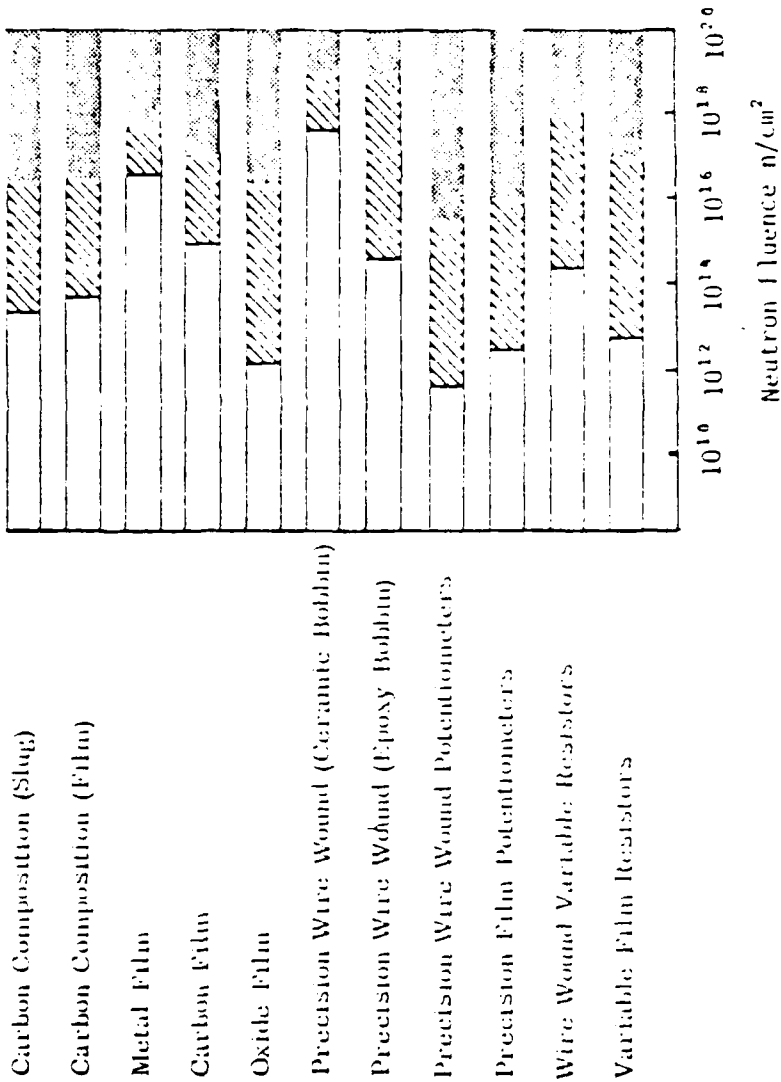 Carbon Composition (Slug)
Carbon Composition (Film)
Metal Film
Carbon Film
Oxide Film
Precision Wire Wound (Ceramic Bobbin)
Precision Wire Wound (Epoxy Bobbin)
Precision Wire Wound Potentiometers
Precision Film Potentiometers
Wire Wound Variable Resistors
Variable Film Resistors
10¹⁰
10¹²
10¹⁴
10¹⁶
10¹⁸
10²⁰
Neutron fluence n/cm²